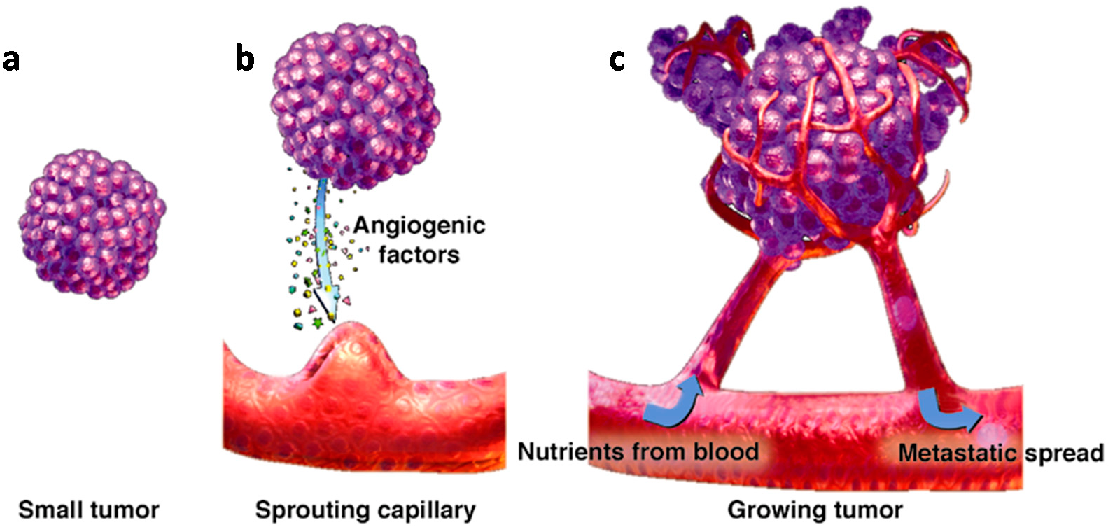 a
b
c
Angiogenic
factors
Nutrients from blood
Metastatic spread
Small tumor
Sprouting capillary
Growing tumor